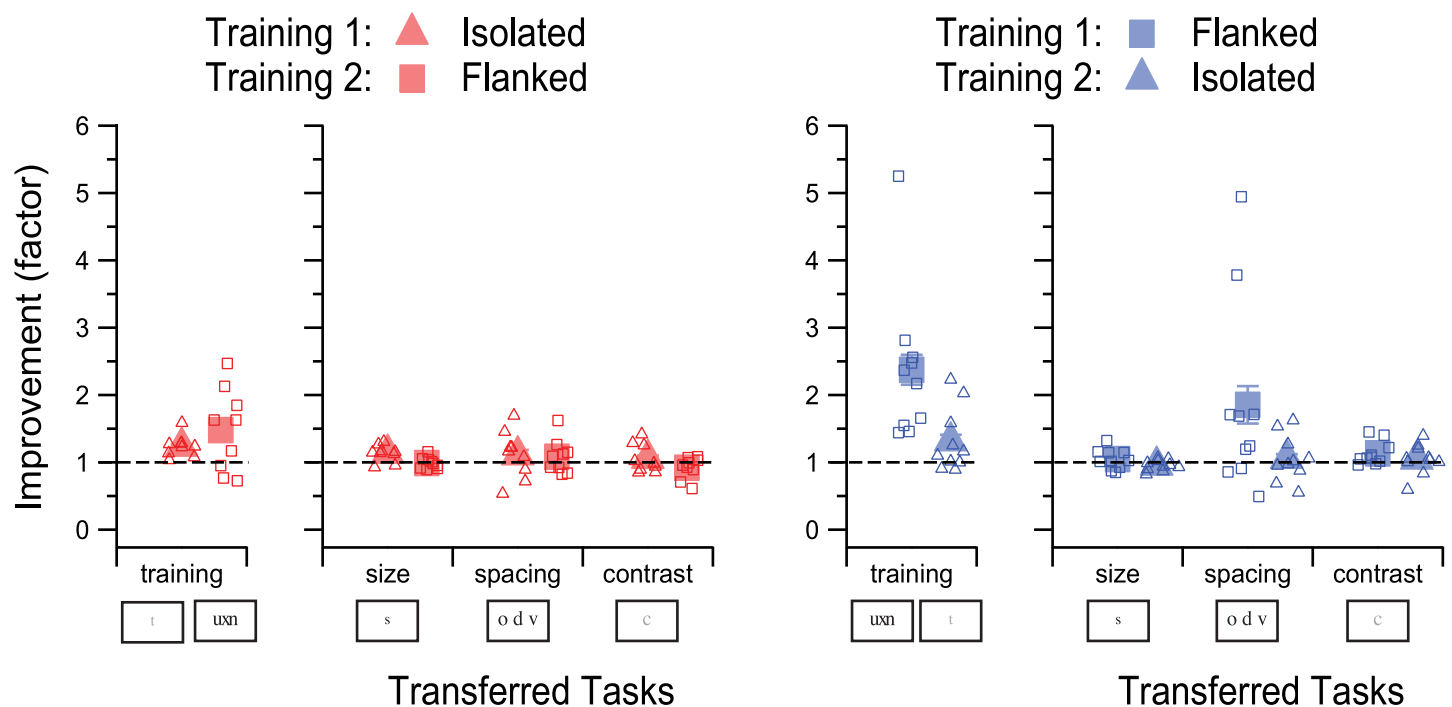 Training 1: Isolated
Training 2: Flanked
Training 1: Flanked
Training 2: Isolated
Improvement (factor)
6
5
4
3
2
1
0
training
size
spacing
contrast
t
uxn
s
o d v
c
Transferred Tasks
6
5
4
3
2
1
0
training
size
spacing
contrast
uxn
t
s
o d v
c
Transferred Tasks